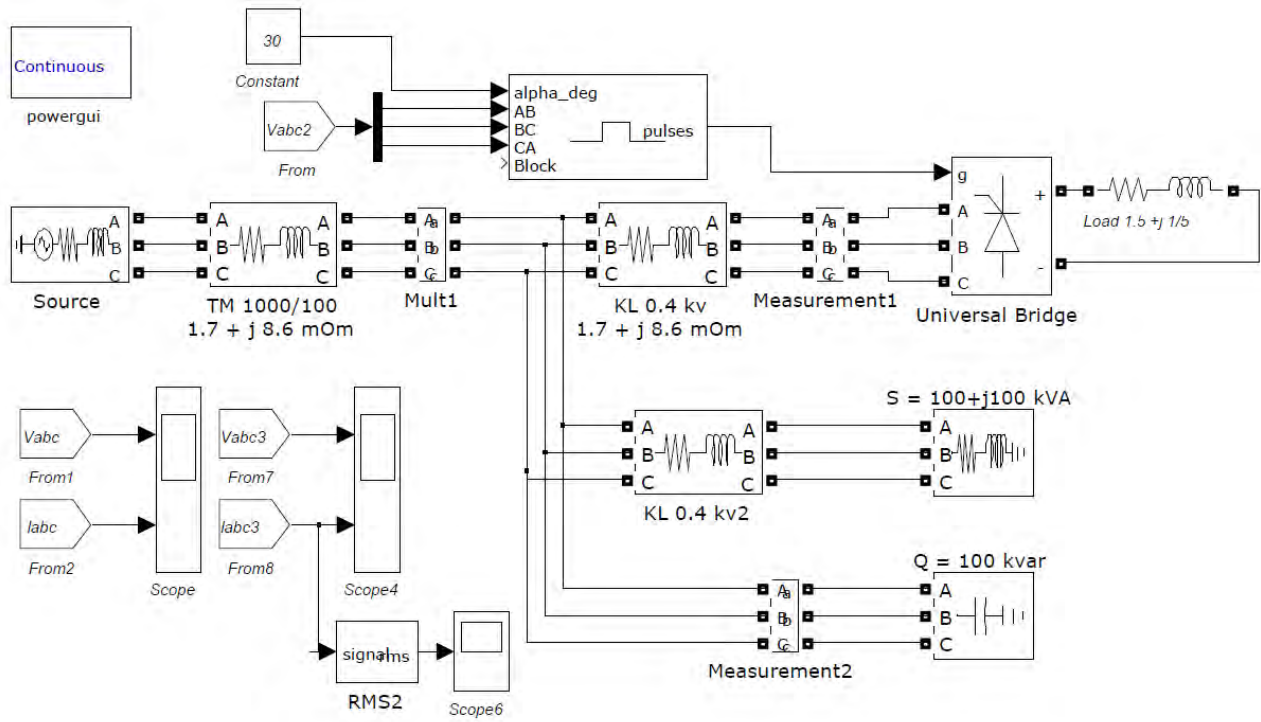 30
Constant
Continuous
powergui
Vabc2
From
alpha_deg
AB
BC
CA
Block
pulses
g
A
B
C
+
-
Universal Bridge
Load 1.5 +j 1/5
A
B
C
Source
A
B
C
A
B
C
TM 1000/100
1.7 + j 8.6 mOm
Aa
Bb
Cc
Mult1
A
B
C
A
B
C
KL 0.4 kv
1.7 + j 8.6 mOm
Aa
Bb
Cc
Measurement1
Vabc
From1
Iabc
From2
Scope
Vabc3
From7
Iabc3
From8
Scope4
signal
rms
RMS2
Scope6
A
B
C
A
B
C
KL 0.4 kv2
S = 100+j100 kVA
A
B
C
Aa
Bb
Cc
Measurement2
Q = 100 kvar
A
B
C